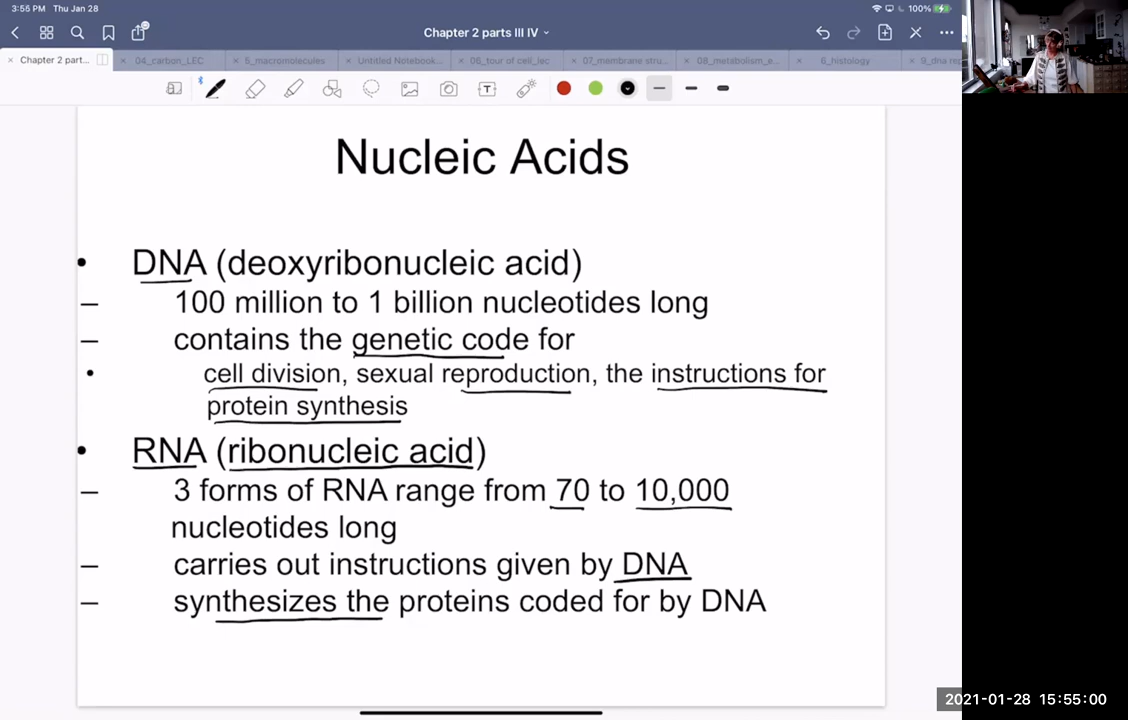 3:55 PM Thu Jan 28
100%
Chapter 2 parts III IV
Chapter 2 part...
04_carbon_LEC
5_macromolecules
Untitled Notebook...
06_tour of cell_lec
07_membrane stru...
08_metabolism_e...
6_histology
9_dna re
T
Nucleic Acids
• DNA (deoxyribonucleic acid)
– 100 million to 1 billion nucleotides long
– contains the genetic code for
• cell division, sexual reproduction, the instructions for
protein synthesis
• RNA (ribonucleic acid)
– 3 forms of RNA range from 70 to 10,000
nucleotides long
– carries out instructions given by DNA
– synthesizes the proteins coded for by DNA
2021-01-28 15:55:00